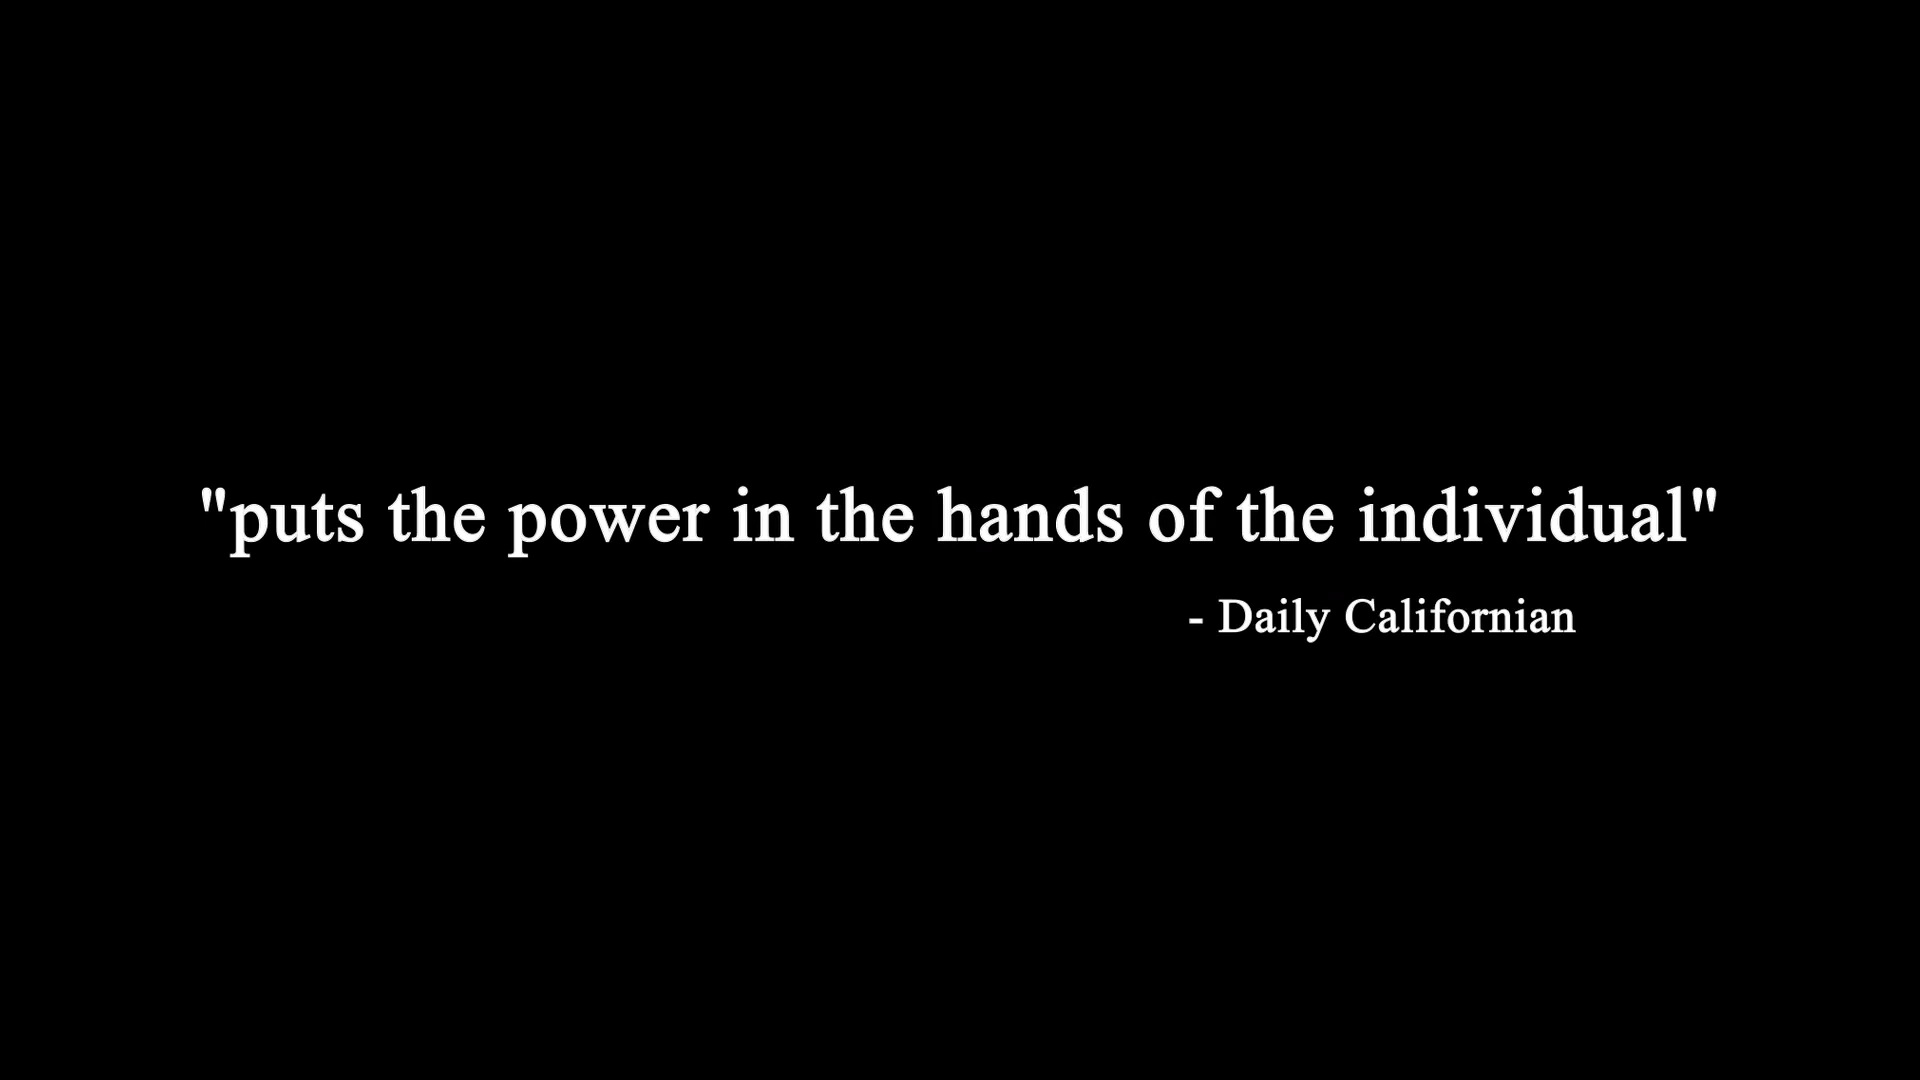 "puts the power in the hands of the individual"
- Daily Californian